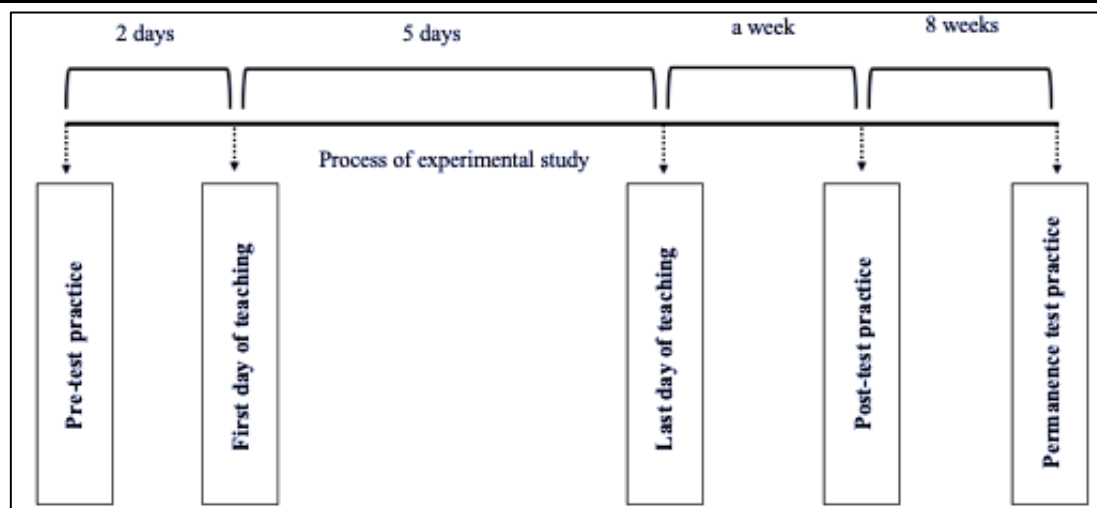 2 days
5 days
a week
8 weeks
Process of experimental study
Pre-test practice
First day of teaching
Last day of teaching
Post-test practice
Permanence test practice